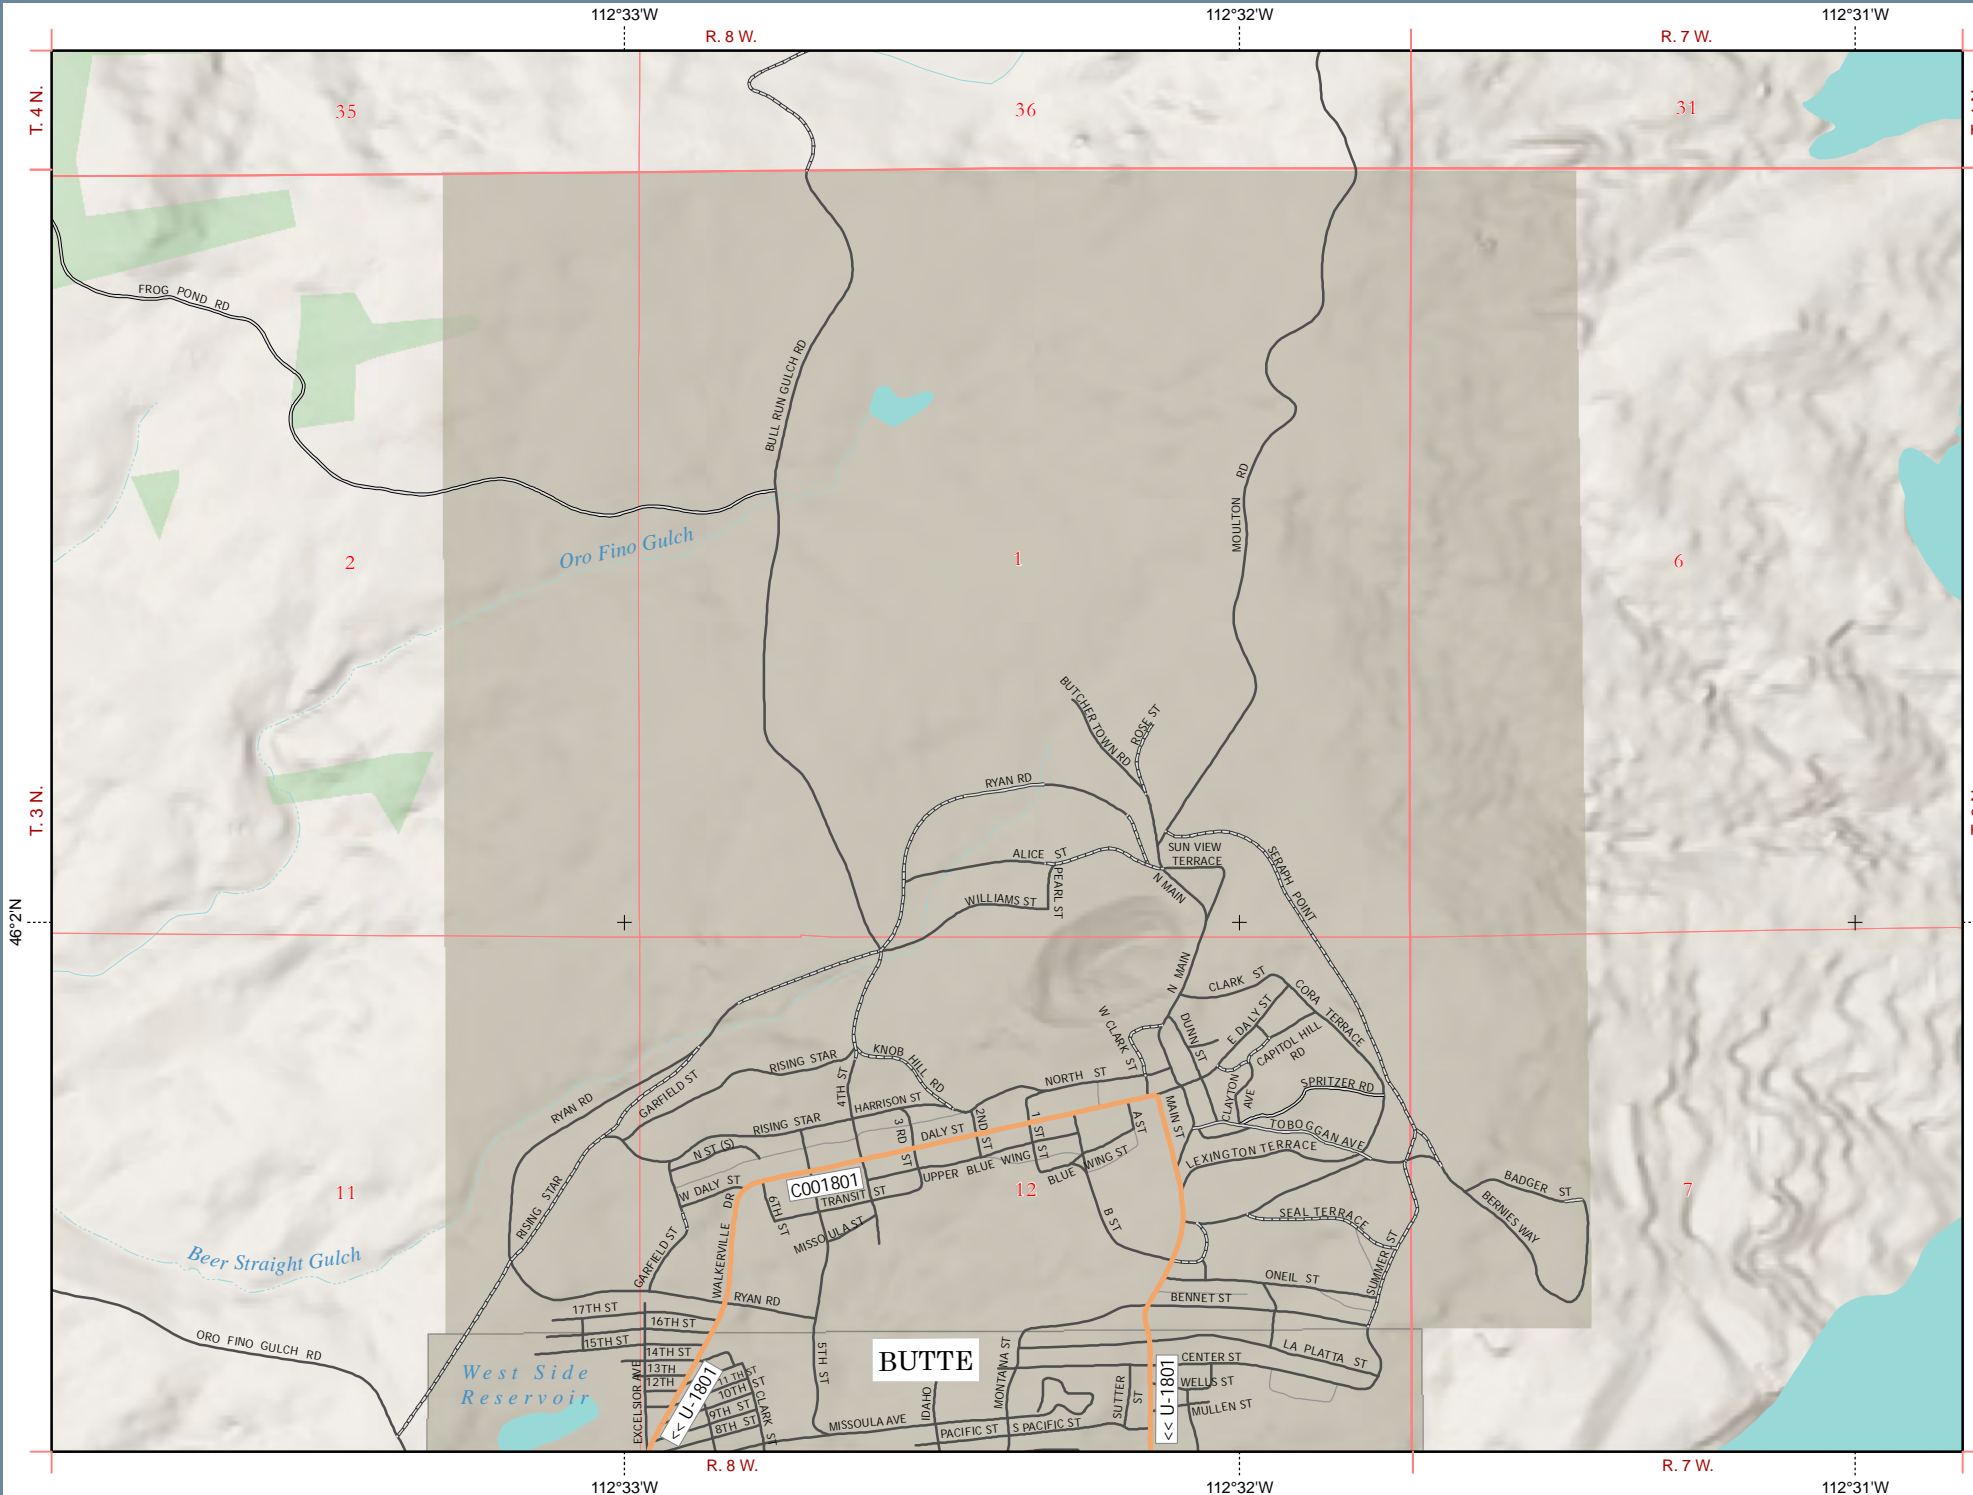 112°33'W
112°32'W
112°31'W
R. 8 W.
R. 7 W.
T. 4 N.
35
36
31
FROG POND RD
BULL RUN GULCH RD
MOULTON RD
Oro Fino Gulch
2
1
6
BUTCHER TOWN RD
ROSE ST
RYAN RD
T. 3 N.
SUN VIEW
TERRACE
ALICE ST
PEARL ST
N MAIN
SERAPH POINT
WILLIAMS ST
46°2'N
N MAIN
CLARK ST
CORA TERRACE
W CLARK ST
DUNN ST
E DALY ST
CAPITOL HILL
RD
KNOB HILL RD
RISING STAR
4TH ST
GARFIELD ST
NORTH ST
CLAYTON
AVE
SPRITZER RD
RYAN RD
HARRISON ST
RISING STAR
3 RD ST
DALY ST
2ND ST
1 ST ST
A ST
MAIN ST
TOBOGGAN AVE
N ST (S)
LEXINGTON TERRACE
UPPER BLUE WING
BLUE WING ST
C001801
W DALY ST
TRANSIT ST
6TH ST
MISSOULA ST
11
12
7
BADGER ST
BERNIES WAY
RISING STAR
WALKERVILLE DR
GARFIELD ST
B ST
SEAL TERRACE
SUMMER ST
Beer Straight Gulch
ONEIL ST
BENNET ST
RYAN RD
17TH ST
16TH ST
15TH ST
14TH ST
13TH
12TH
ORO FINO GULCH RD
West Side
Reservoir
EXCELSIOR AVE
<< U-1801
11 TH ST
10TH ST
9TH ST
8TH ST
CLARK ST
5TH ST
BUTTE
MONTANA ST
IDAHO
MISSOULA AVE
PACIFIC ST
S PACIFIC ST
SUTTER ST
<< U-1801
CENTER ST
WELLS ST
MULLEN ST
LA PLATTA ST
R. 8 W.
R. 7 W.
112°33'W
112°32'W
112°31'W